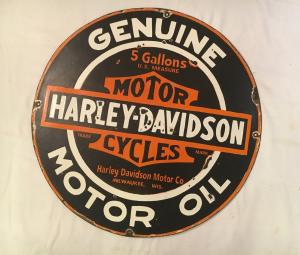 GENUINE
5 Gallons
U.S. MEASURE
MOTOR
HARLEY-DAVIDSON
TRADE MARK
CYCLES
Harley Davidson Motor Co
MILWAUKEE, WIS.
MOTOR OIL